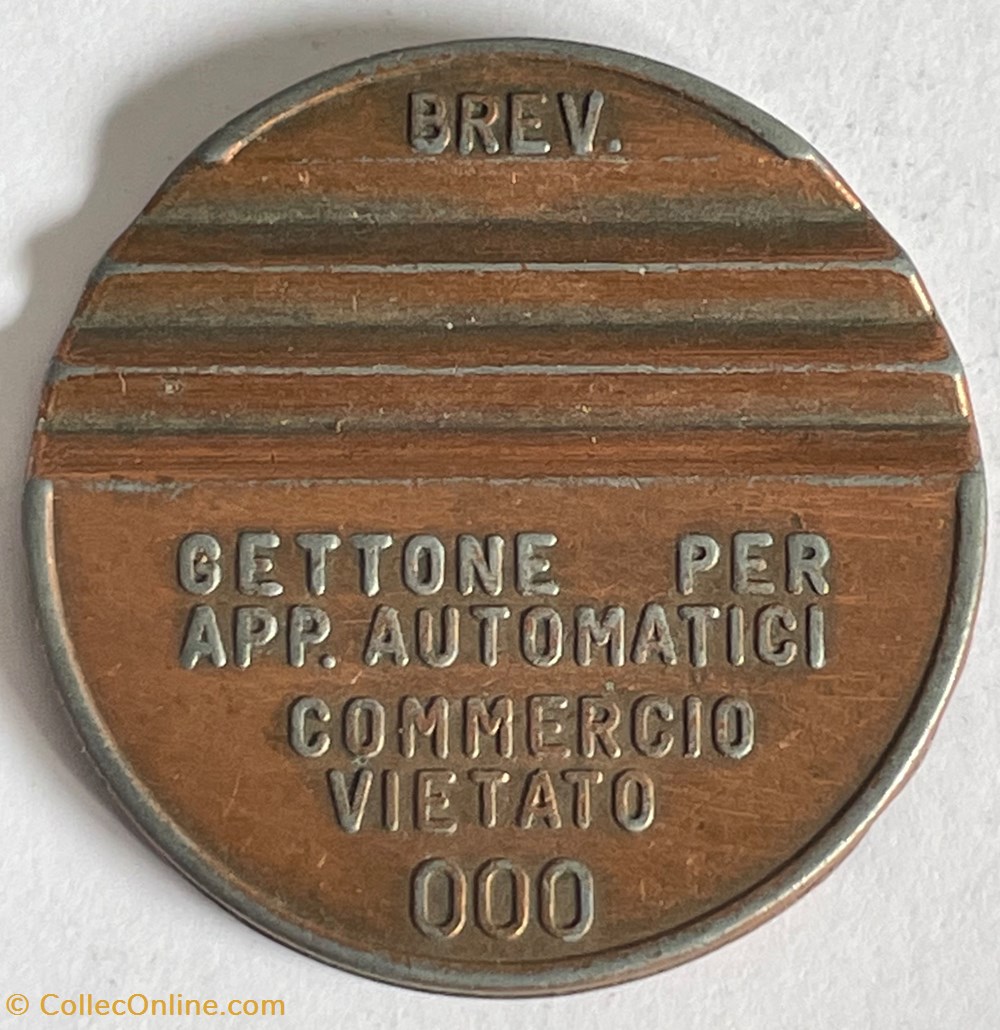 BREV.
GETTONE PER
APP. AUTOMATICI
COMMERCIO
VIETATO
000
© CollecOnline.com